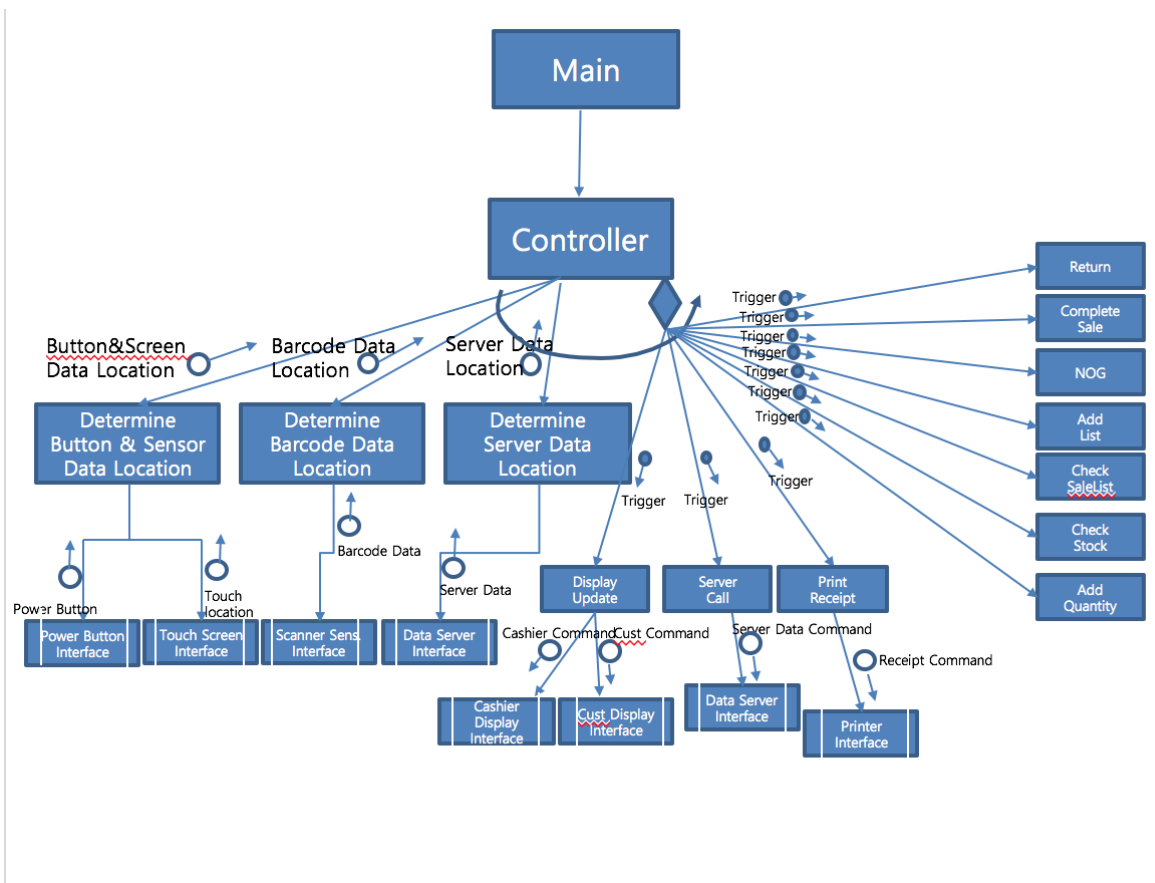 Main
Controller
Return
Trigger
Complete
Sale
Trigger
Trigger
NOG
Trigger
Trigger
Trigger
Trigger
Add
List
Check
SaleList
Check
Stock
Add
Quantity
Button&Screen
Data Location
Barcode Data
Location
Server Data
Location
Determine
Button & Sensor
Data Location
Determine
Barcode Data
Location
Determine
Server Data
Location
Trigger
Trigger
Trigger
Barcode Data
Server Data
Power Button
Touch
location
Display
Update
Server
Call
Print
Receipt
Power Button
Interface
Touch Screen
Interface
Scanner Sens.
Interface
Data Server
Interface
Cashier Command
Cust Command
Server Data Command
Receipt Command
Cashier
Display
Interface
Cust Display
Interface
Data Server
Interface
Printer
Interface